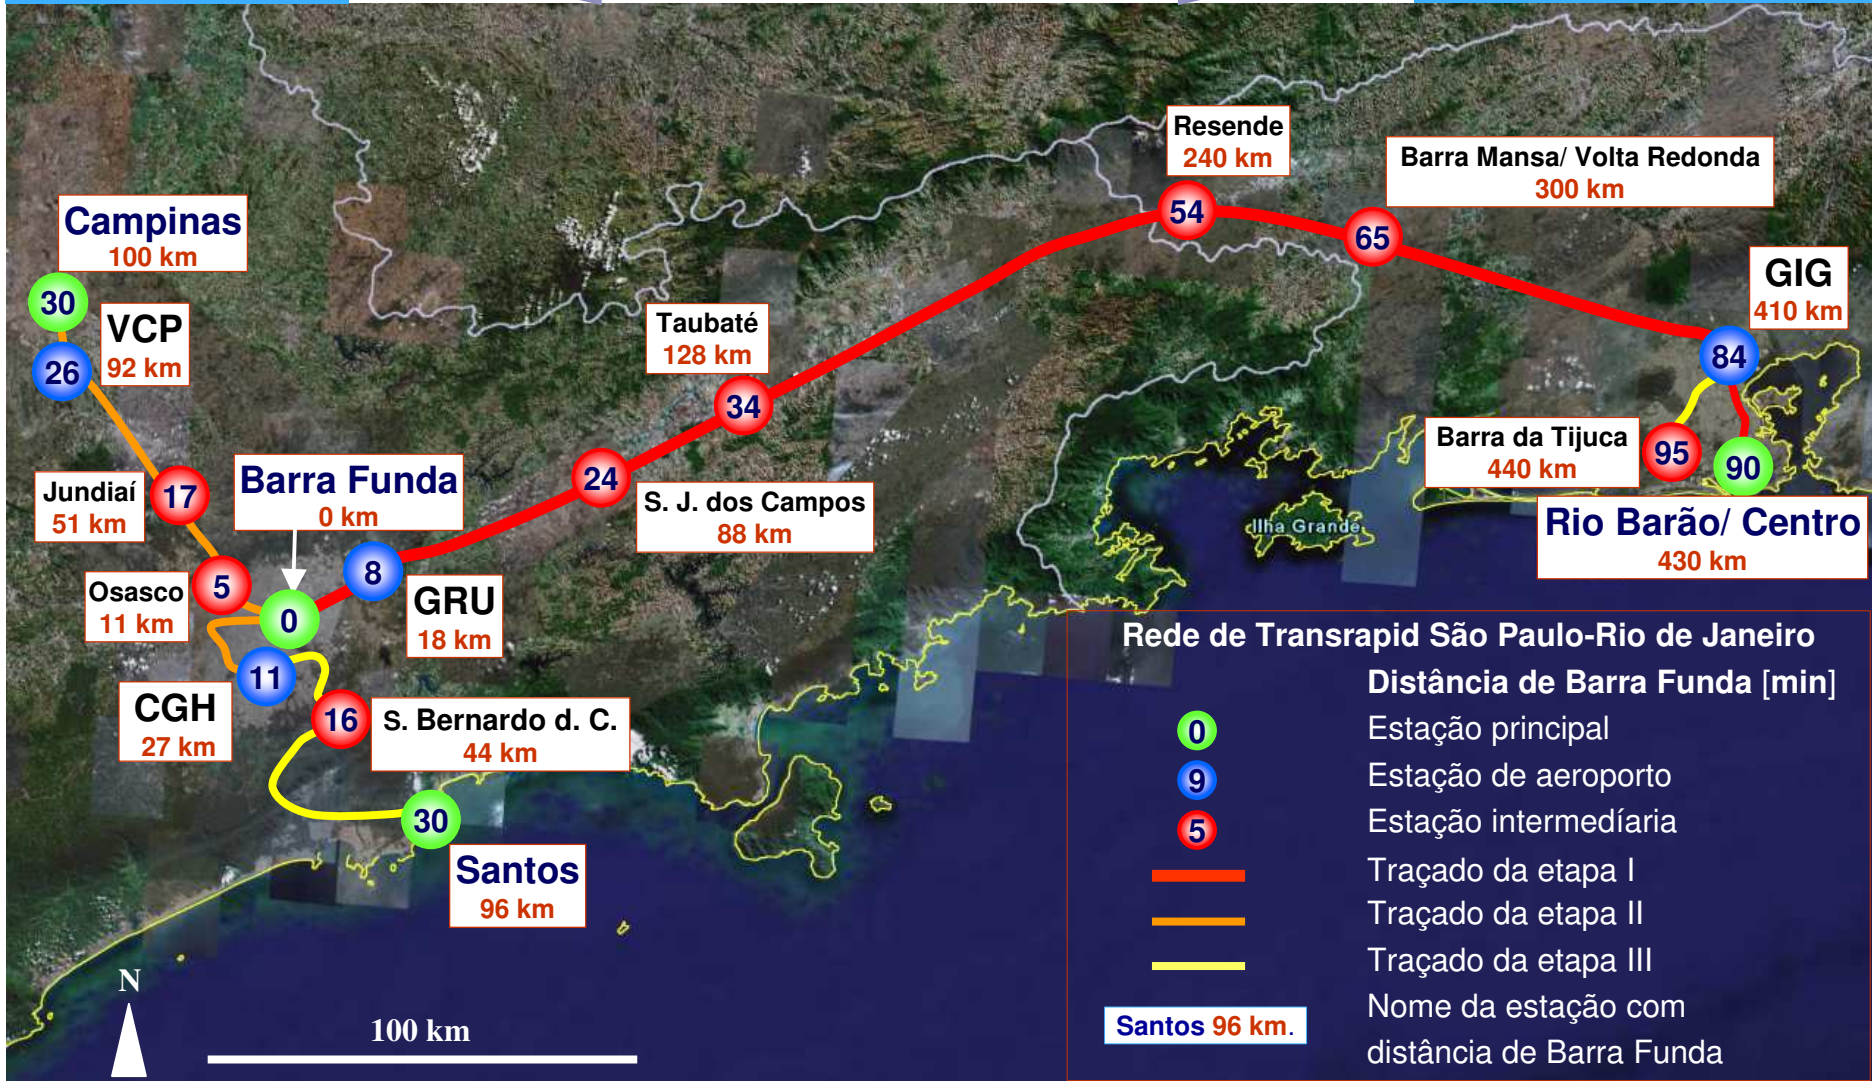 Resende
240 km
54
Barra Mansa/ Volta Redonda
300 km
65
Campinas
100 km
30
VCP
92 km
26
GIG
410 km
84
Taubaté
128 km
34
Barra da Tijuca
440 km
95
90
Rio Barão/ Centro
430 km
Jundiaí
51 km
17
Barra Funda
0 km
24
S. J. dos Campos
88 km
Ilha Grande
Osasco
11 km
5
0
8
GRU
18 km
11
CGH
27 km
16
S. Bernardo d. C.
44 km
30
Santos
96 km
N
100 km
Rede de Transrapid São Paulo-Rio de Janeiro
Distância de Barra Funda [min]
0 Estação principal
9 Estação de aeroporto
5 Estação intermedíaria
Traçado da etapa I
Traçado da etapa II
Traçado da etapa III
Santos 96 km. Nome da estação com
distância de Barra Funda